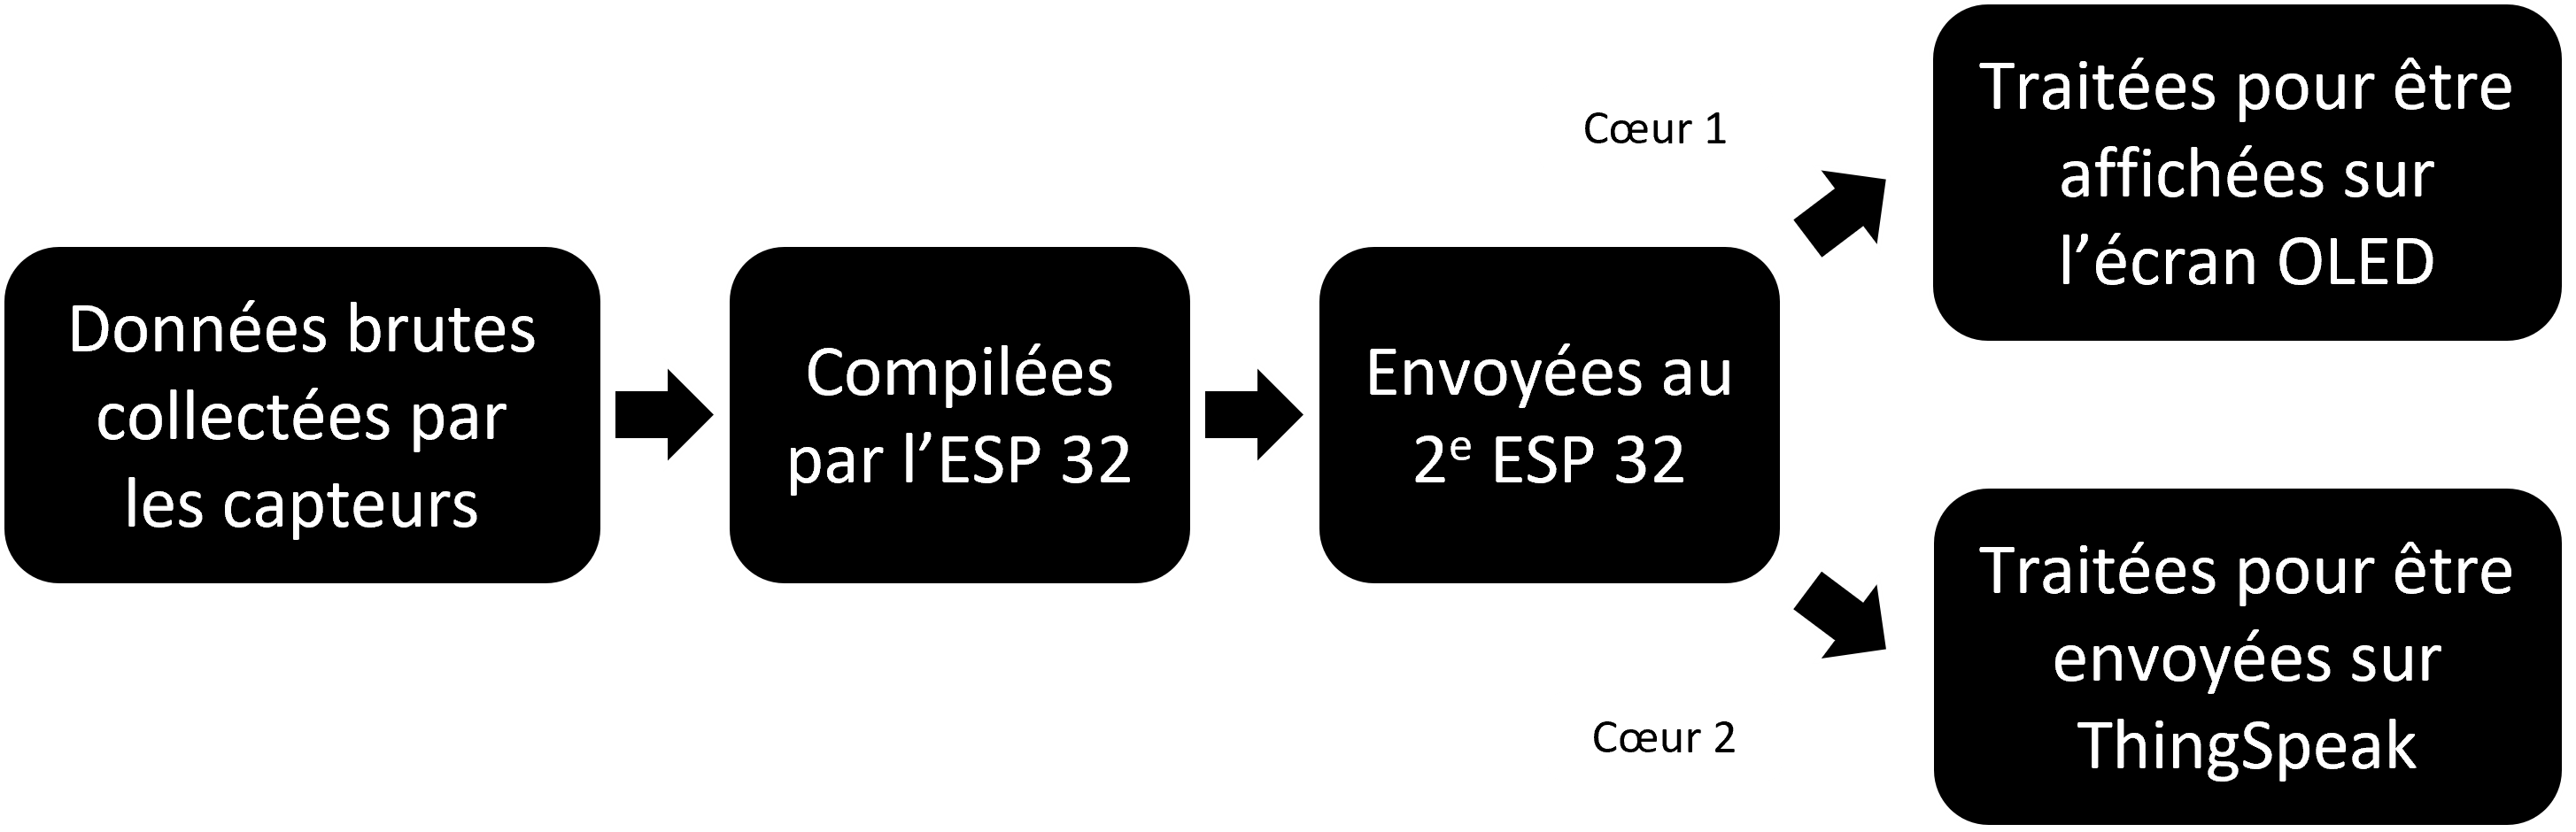 Données brutes
collectées par
les capteurs
Compilées
par l’ESP 32
Envoyées au
2ᵉ ESP 32
Cœur 1
Traitées pour être
affichées sur
l’écran OLED
Cœur 2
Traitées pour être
envoyées sur
ThingSpeak